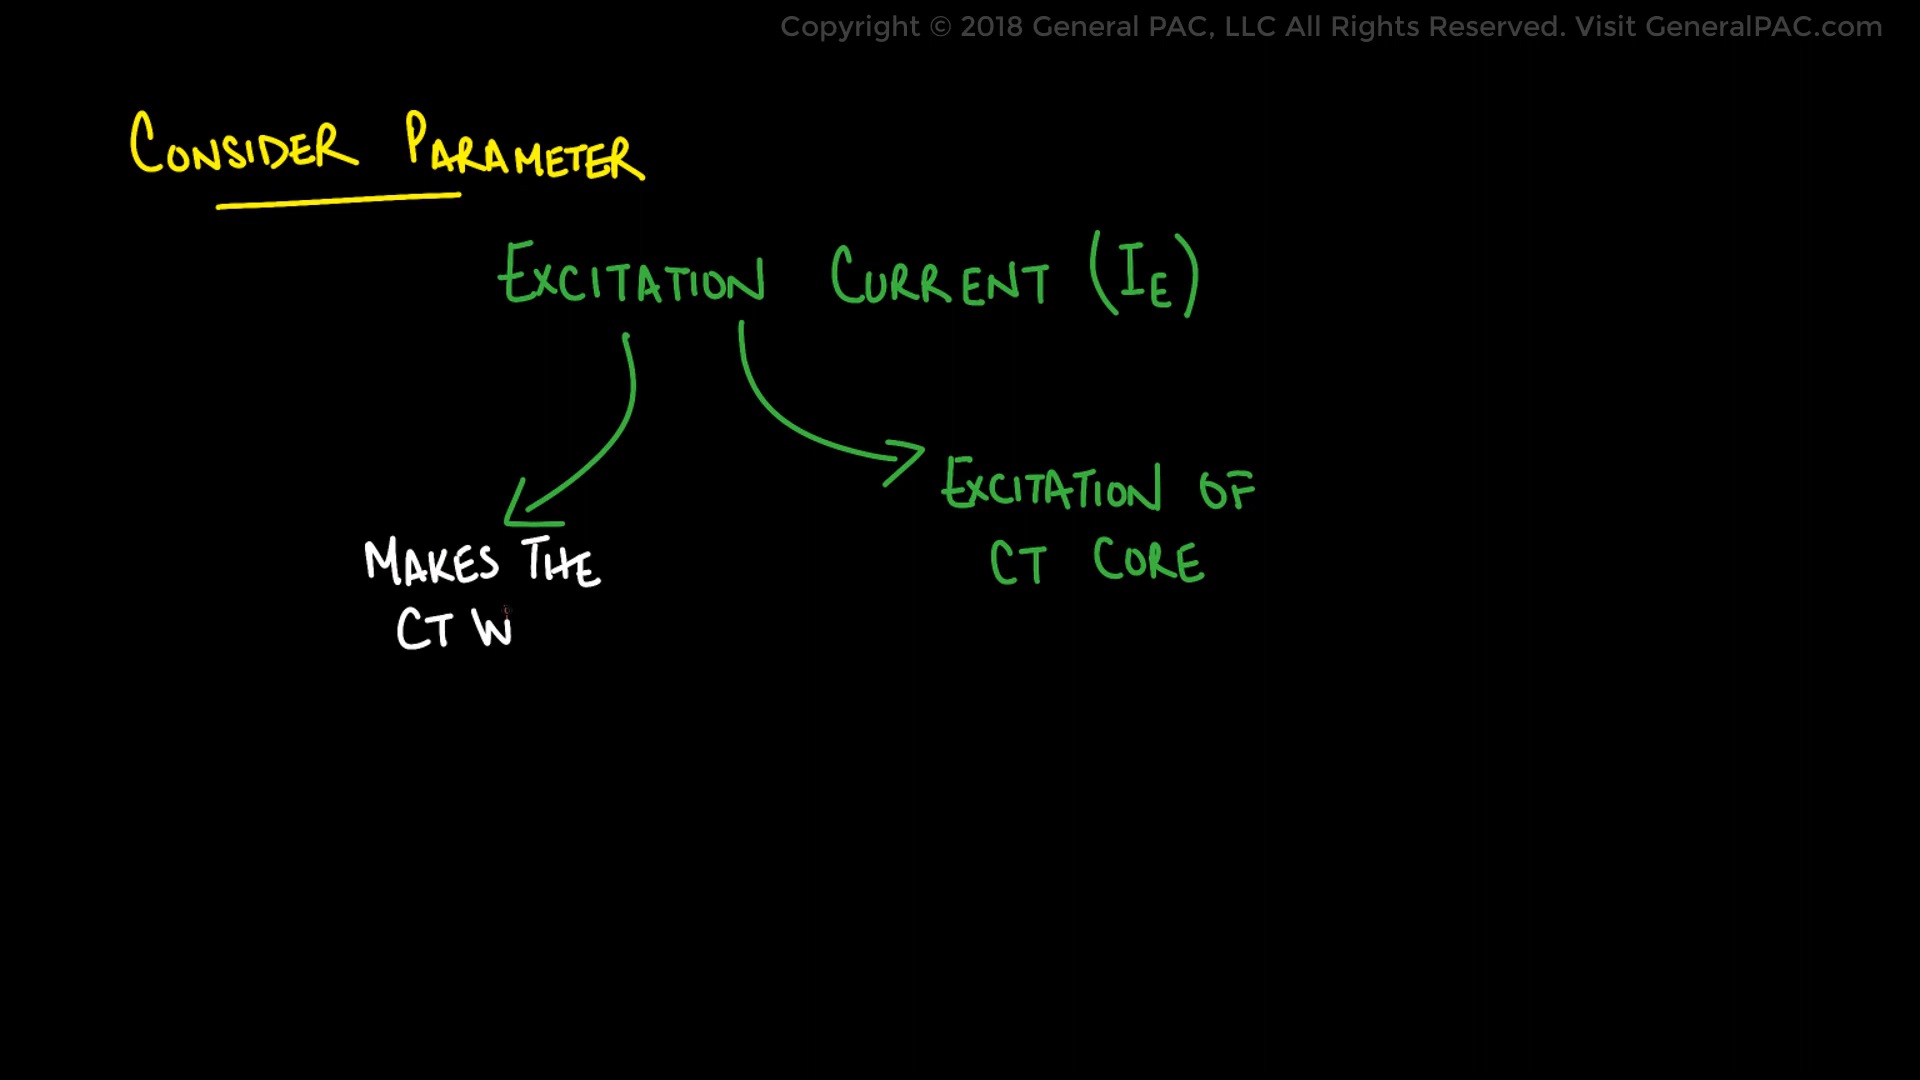 Copyright © 2018 General PAC, LLC All Rights Reserved. Visit GeneralPAC.com
CONSIDER PARAMETER
EXCITATION CURRENT (IE)
EXCITATION OF
CT CORE
MAKES THE
CT W